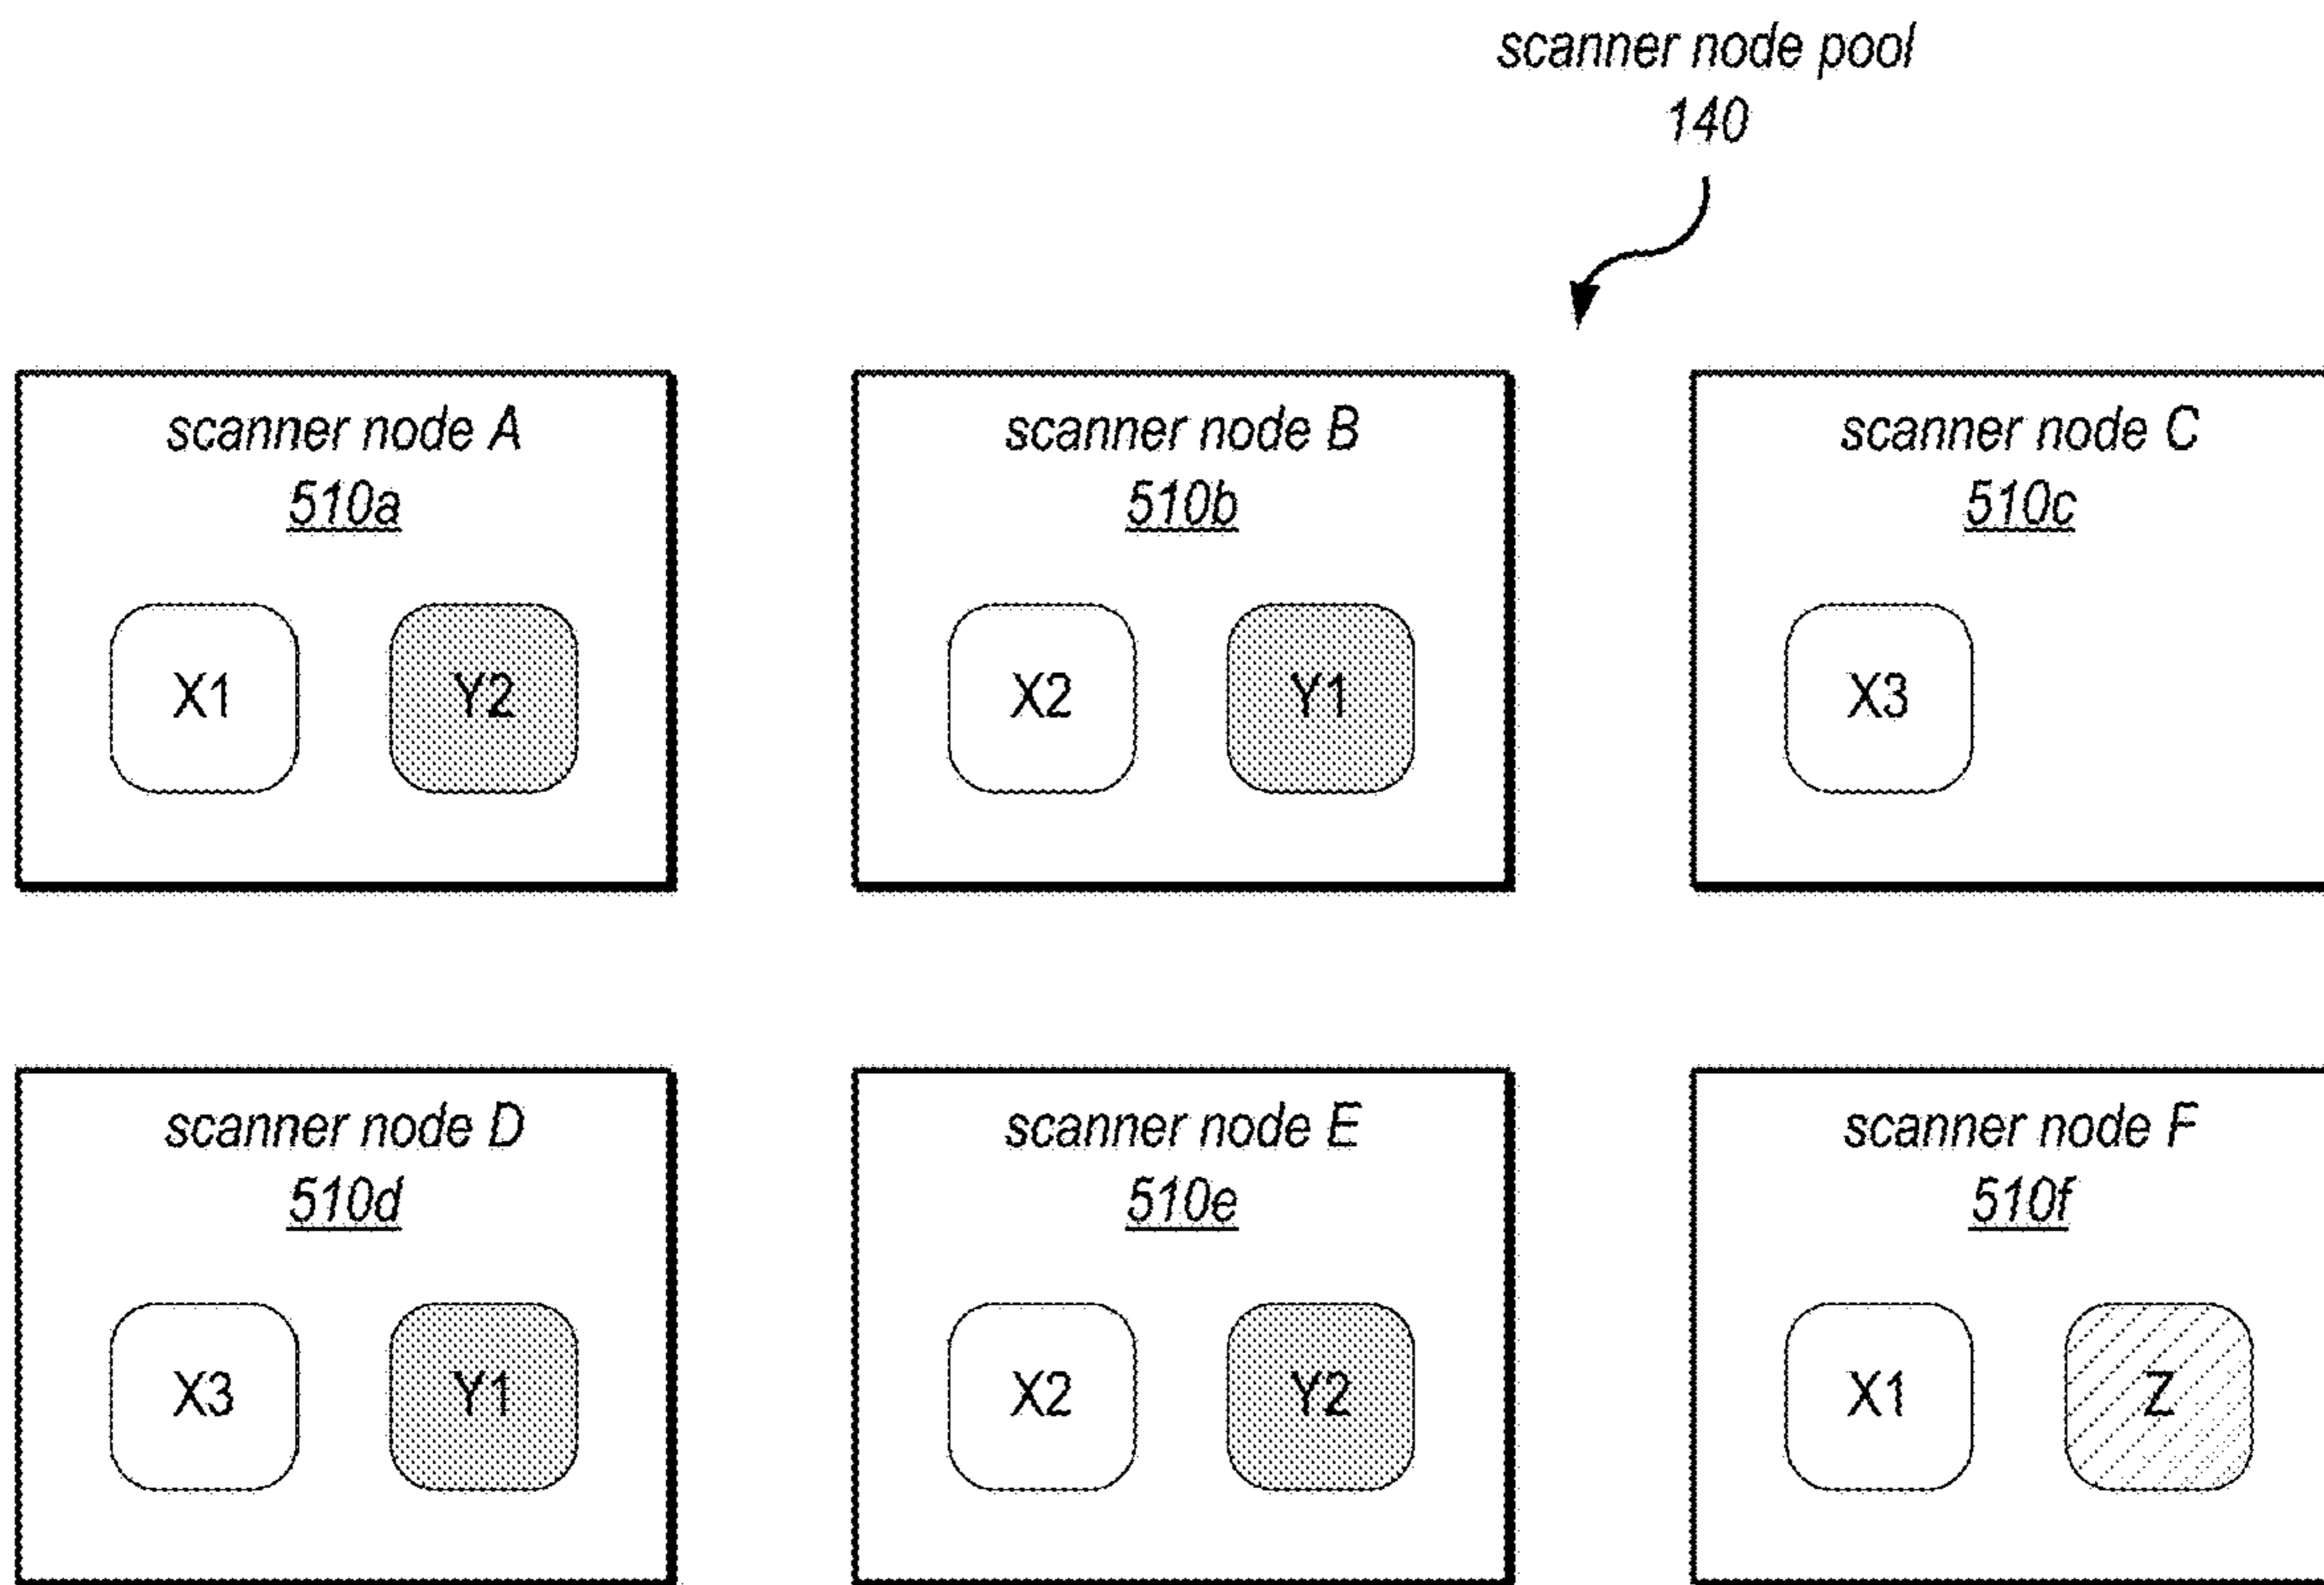 scanner node pool
140
scanner node A
510a
X1 Y2
scanner node B
510b
X2 Y1
scanner node C
510c
X3
scanner node D
510d
X3 Y1
scanner node E
510e
X2 Y2
scanner node F
510f
X1 Z